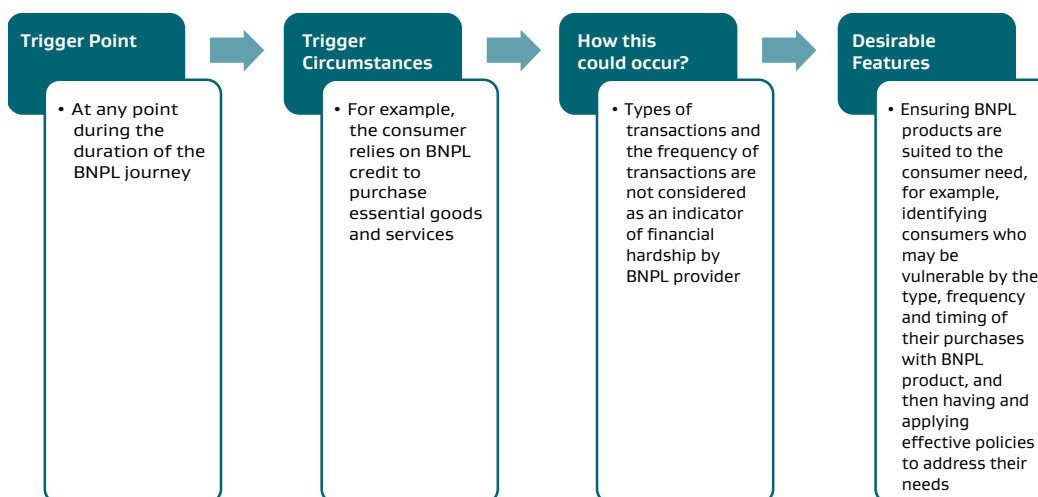 Trigger Point
• At any point
during the
duration of the
BNPL journey
Trigger
Circumstances
• For example,
the consumer
relies on BNPL
credit to
purchase
essential goods
and services
How this
could occur?
• Types of
transactions and
the frequency of
transactions are
not considered
as an indicator
of financial
hardship by
BNPL provider
Desirable
Features
• Ensuring BNPL
products are
suited to the
consumer need,
for example,
identifying
consumers who
may be
vulnerable by the
type, frequency
and timing of
their purchases
with BNPL
product, and
then having and
applying
effective policies
to address their
needs